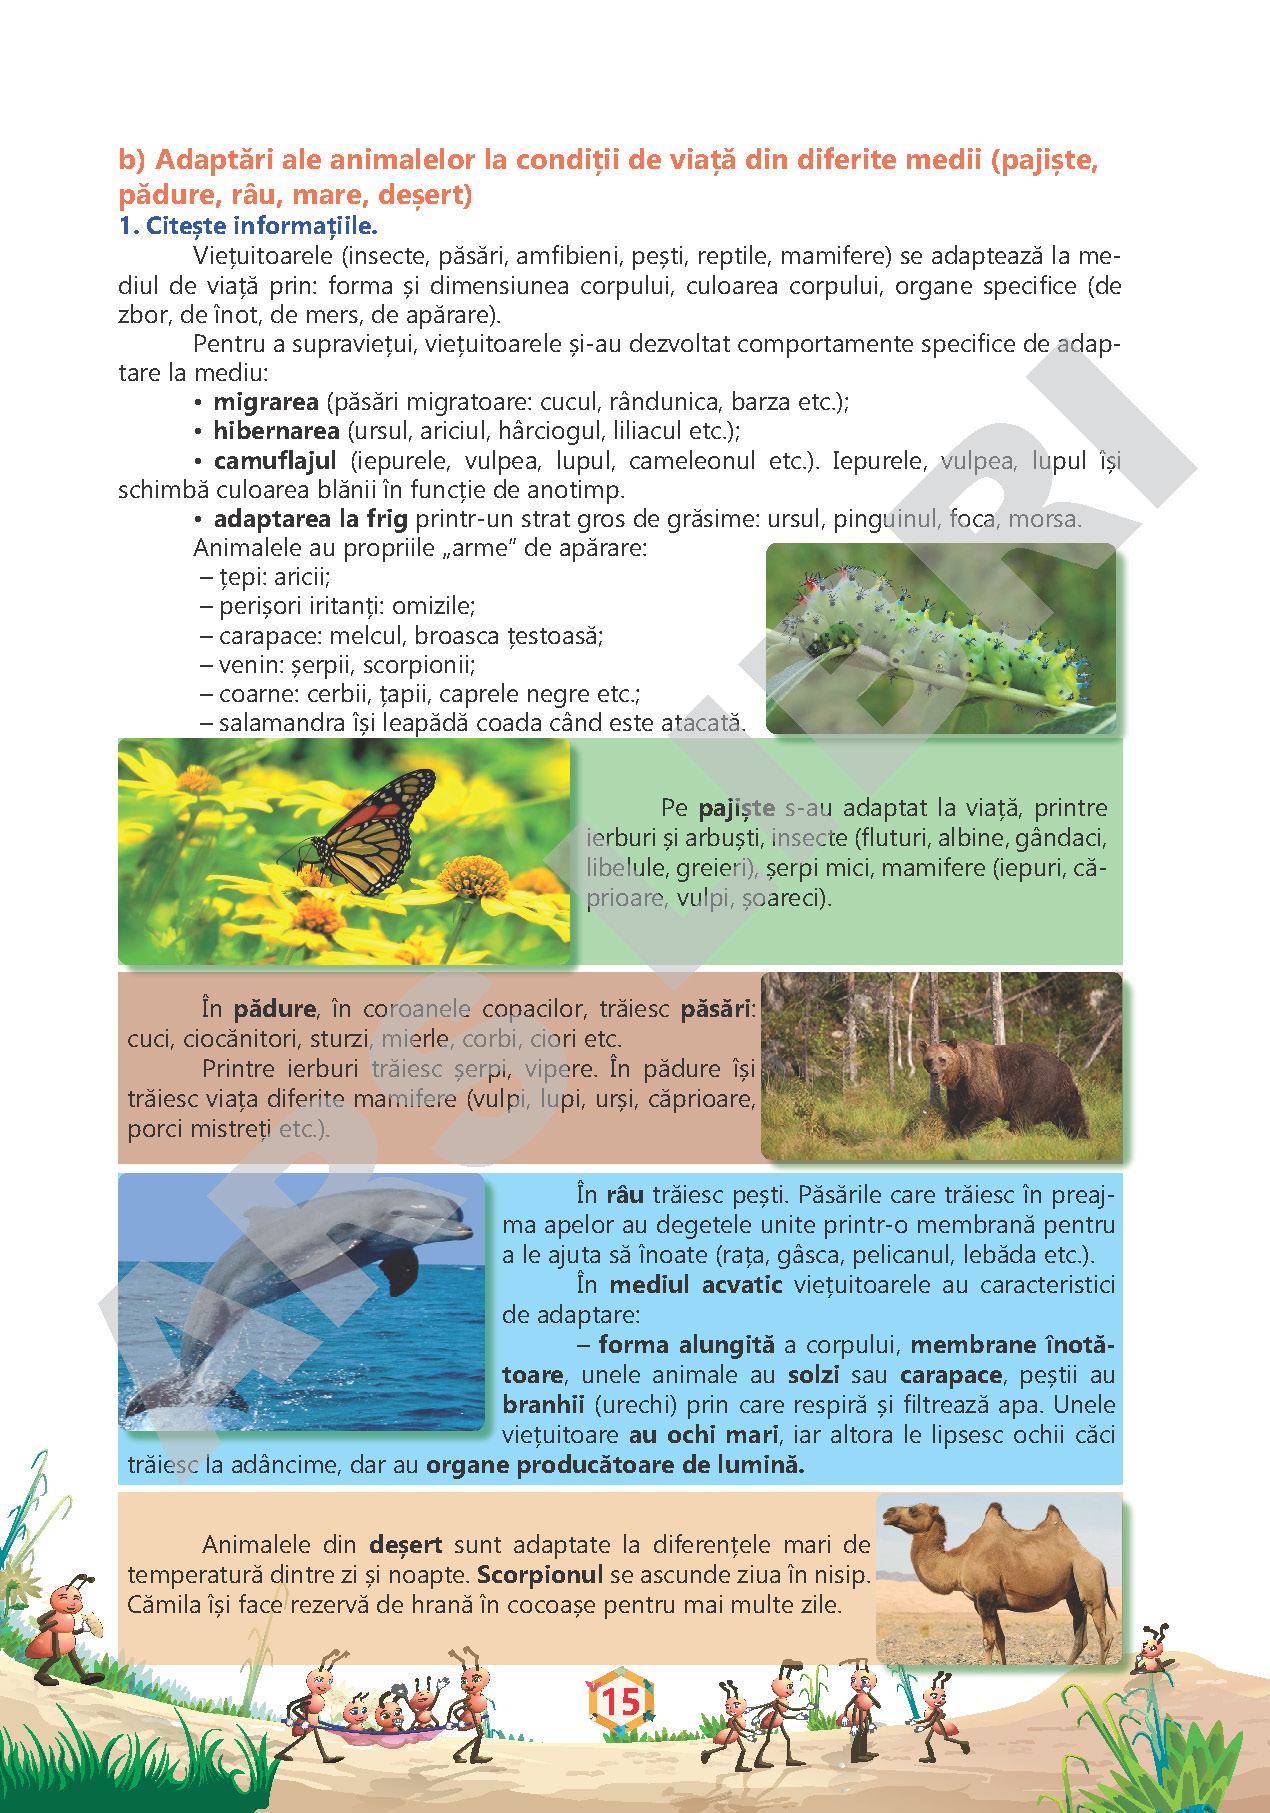 b) Adaptări ale animalelor la condiții de viață din diferite medii (pajiște,
pădure, râu, mare, deșert)
1. Citește informațiile.
Viețuitoarele (insecte, păsări, amfibieni, pești, reptile, mamifere) se adaptează la me-
diul de viață prin: forma și dimensiunea corpului, culoarea corpului, organe specifice (de
zbor, de înot, de mers, de apărare).
Pentru a supraviețui, viețuitoarele și-au dezvoltat comportamente specifice de adap-
tare la mediu:
• migrarea (păsări migratoare: cucul, rândunica, barza etc.);
• hibernarea (ursul, ariciul, hârciogul, liliacul etc.);
• camuflajul (iepurele, vulpea, lupul, cameleonul etc.). Iepurele, vulpea, lupul își
schimbă culoarea blănii în funcție de anotimp.
• adaptarea la frig printr-un strat gros de grăsime: ursul, pinguinul, foca, morsa.
Animalele au propriile „arme” de apărare:
– țepi: aricii;
– perișori iritanți: omizile;
– carapace: melcul, broasca țestoasă;
– venin: șerpii, scorpionii;
– coarne: cerbii, țapii, caprele negre etc.;
– salamandra își leapădă coada când este atacată.
Pe pajiște s-au adaptat la viață, printre
ierburi și arbuști, insecte (fluturi, albine, gândaci,
libelule, greieri), șerpi mici, mamifere (iepuri, că-
prioare, vulpi, șoareci).
În pădure, în coroanele copacilor, trăiesc păsări:
cuci, ciocănitori, sturzi, mierle, corbi, ciori etc.
Printre ierburi trăiesc șerpi, vipere. În pădure își
trăiesc viața diferite mamifere (vulpi, lupi, urși, căprioare,
porci mistreți etc.).
În râu trăiesc pești. Păsările care trăiesc în preaj-
ma apelor au degetele unite printr-o membrană pentru
a le ajuta să înoate (rața, gâsca, pelicanul, lebăda etc.).
În mediul acvatic viețuitoarele au caracteristici
de adaptare:
– forma alungită a corpului, membrane înotă-
toare, unele animale au solzi sau carapace, peștii au
branhii (urechi) prin care respiră și filtrează apa. Unele
viețuitoare au ochi mari, iar altora le lipsesc ochii căci
trăiesc la adâncime, dar au organe producătoare de lumină.
Animalele din deșert sunt adaptate la diferențele mari de
temperatură dintre zi și noapte. Scorpionul se ascunde ziua în nisip.
Cămila își face rezervă de hrană în cocoașe pentru mai multe zile.
15
ARS LIBRI